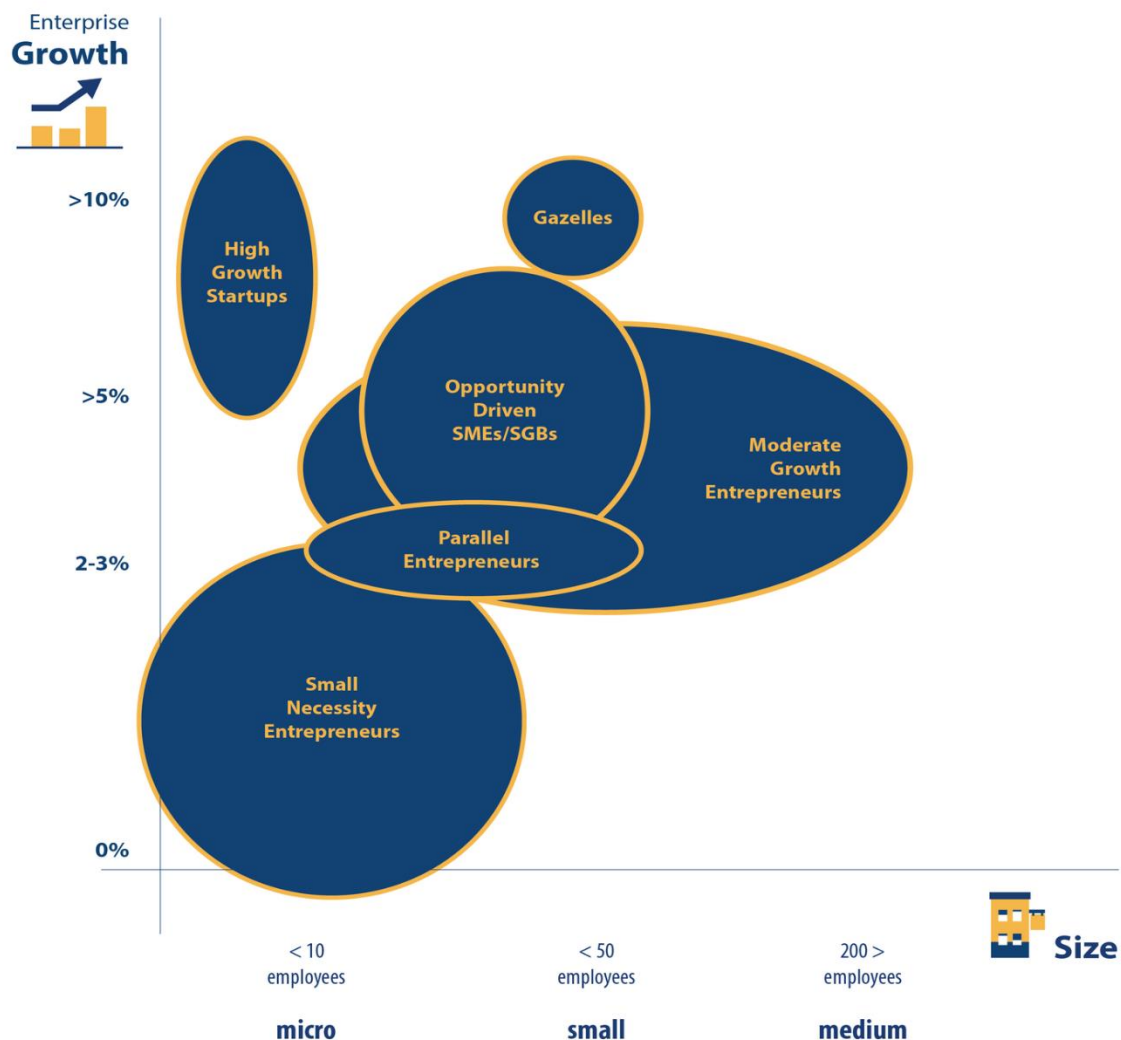 Enterprise
Growth
>10%
>5%
2-3%
0%
High
Growth
Startups
Gazelles
Opportunity
Driven
SMEs/SGBs
Moderate
Growth
Entrepreneurs
Parallel
Entrepreneurs
Small
Necessity
Entrepreneurs
Size
< 10
employees
micro
< 50
employees
small
200 >
employees
medium